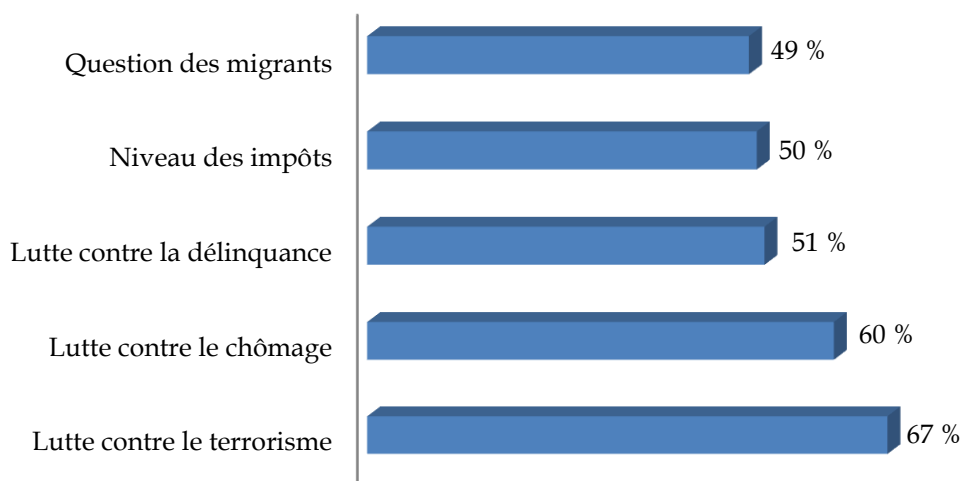 Question des migrants 49 %
Niveau des impôts 50 %
Lutte contre la délinquance 51 %
Lutte contre le chômage 60 %
Lutte contre le terrorisme 67 %